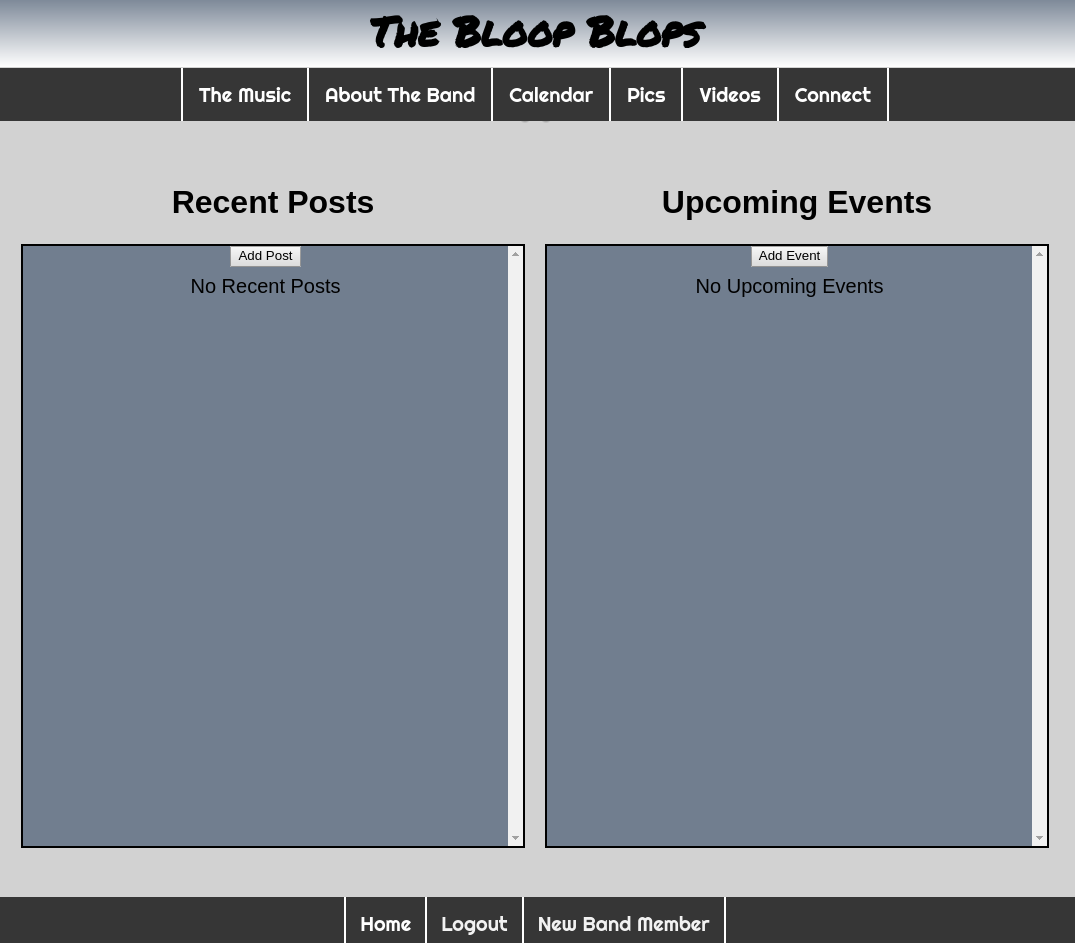 The Bloop Blops
The Music About The Band Calendar Pics Videos Connect
Recent Posts Upcoming Events
Add Post Add Event
No Recent Posts No Upcoming Events
Home Logout New Band Member